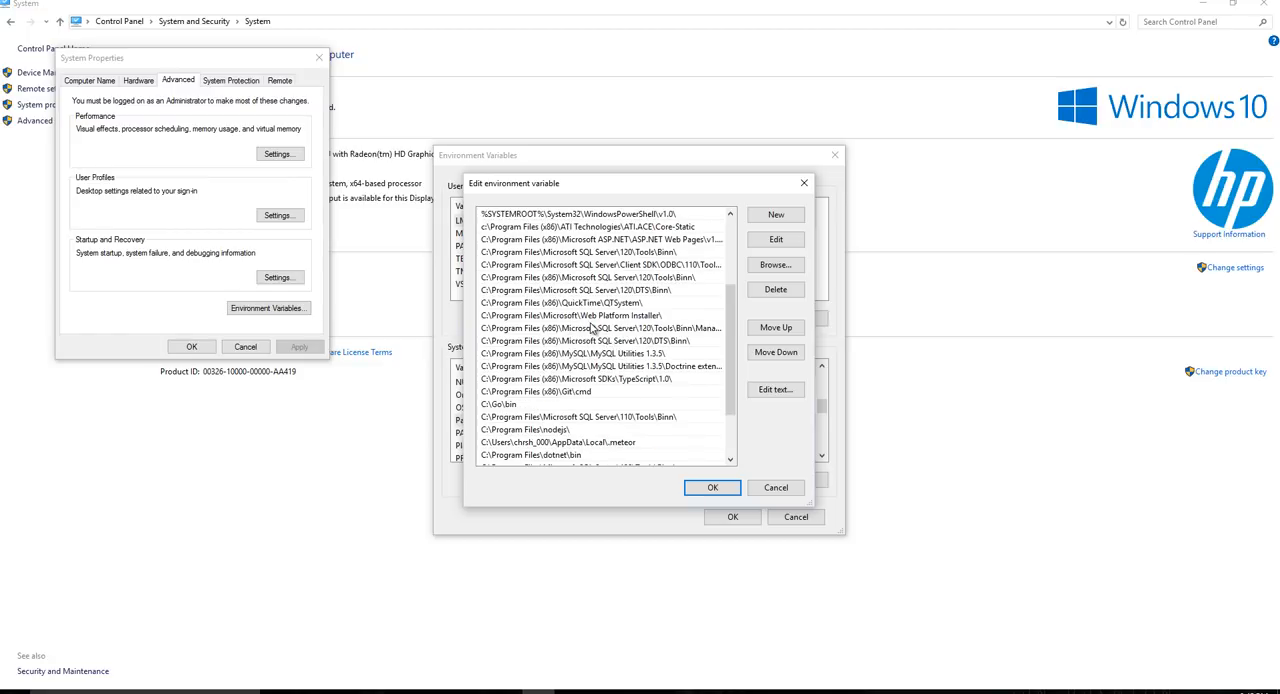 System
Control Panel
System and Security
System
Search Control Panel
Control Panel Home
System Properties
puter
Device Ma
Computer Name
Hardware
Advanced
System Protection
Remote
Remote se
You must be logged on as an Administrator to make most of these changes.
System pro
Performance
Advanced
Visual effects, processor scheduling, memory usage, and virtual memory
Settings...
User Profiles
Desktop settings related to your sign-in
Settings...
Startup and Recovery
System startup, system failure, and debugging information
Settings...
Environment Variables...
OK
Cancel
Apply
d.
Windows 10
with Radeon(tm) HD Graphic
stem, x64-based processor
put is available for this Display
hp
Support Information
Change settings
are License Terms
Product ID: 00326-10000-00000-AA419
Change product key
Environment Variables
Use
Va
PA
TE
VS
Edit environment variable
%SYSTEMROOT%\System32\WindowsPowerShell\v1.0\
c:\Program Files (x86)\ATI Technologies\ATI.ACE\Core-Static
C:\Program Files (x86)\Microsoft ASP.NET\ASP.NET Web Pages\v1....
C:\Program Files\Microsoft SQL Server\120\Tools\Binn\
C:\Program Files\Microsoft SQL Server\Client SDK\ODBC\110\Tool...
C:\Program Files (x86)\Microsoft SQL Server\120\Tools\Binn\
C:\Program Files\Microsoft SQL Server\120\DTS\Binn\
C:\Program Files (x86)\QuickTime\QTSystem\
C:\Program Files\Microsoft\Web Platform Installer\
C:\Program Files (x86)\Microsoft SQL Server\120\Tools\Binn\Mana...
C:\Program Files (x86)\Microsoft SQL Server\120\DTS\Binn\
C:\Program Files (x86)\MySQL\MySQL Utilities 1.3.5\
C:\Program Files (x86)\MySQL\MySQL Utilities 1.3.5\Doctrine exten...
C:\Program Files (x86)\Microsoft SDKs\TypeScript\1.0\
C:\Program Files (x86)\Git\cmd
C:\Go\bin
C:\Program Files\Microsoft SQL Server\110\Tools\Binn\
C:\Program Files\nodejs\
C:\Users\chrsh_000\AppData\Local\.meteor
C:\Program Files\dotnet\bin
New
Edit
Browse...
Delete
Move Up
Move Down
Edit text...
OK
Cancel
Syst
Va
NU
OS
Pa
PA
OK
Cancel
See also
Security and Maintenance